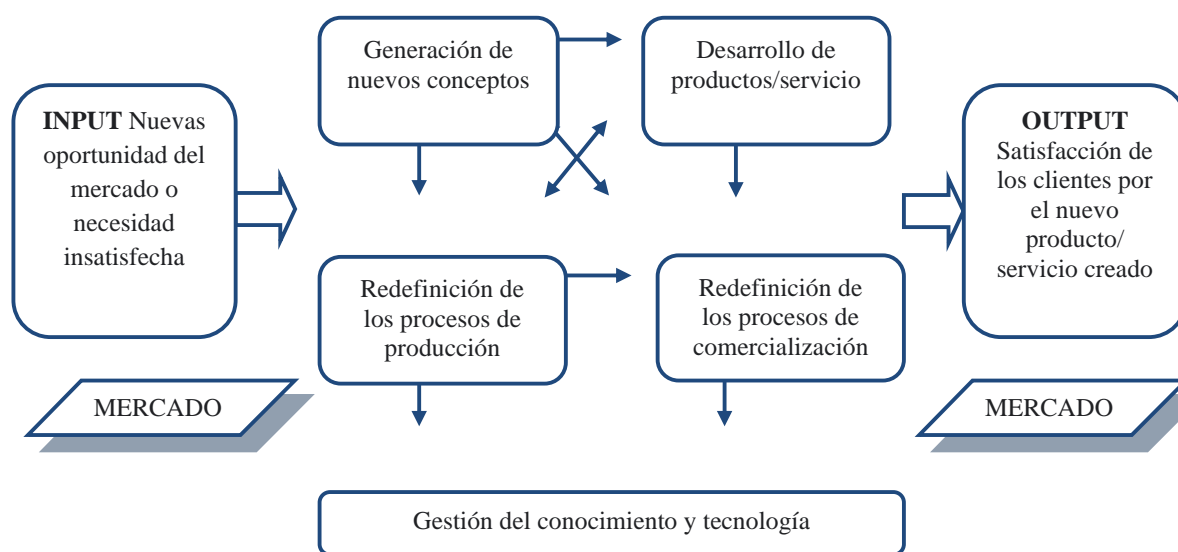 Generación de
nuevos conceptos
Desarrollo de
productos/servicio
INPUT Nuevas
oportunidad del
mercado o
necesidad
insatisfecha
OUTPUT
Satisfacción de
los clientes por
el nuevo
producto/
servicio creado
Redefinición de
los procesos de
producción
Redefinición de
los procesos de
comercialización
MERCADO
MERCADO
Gestión del conocimiento y tecnología